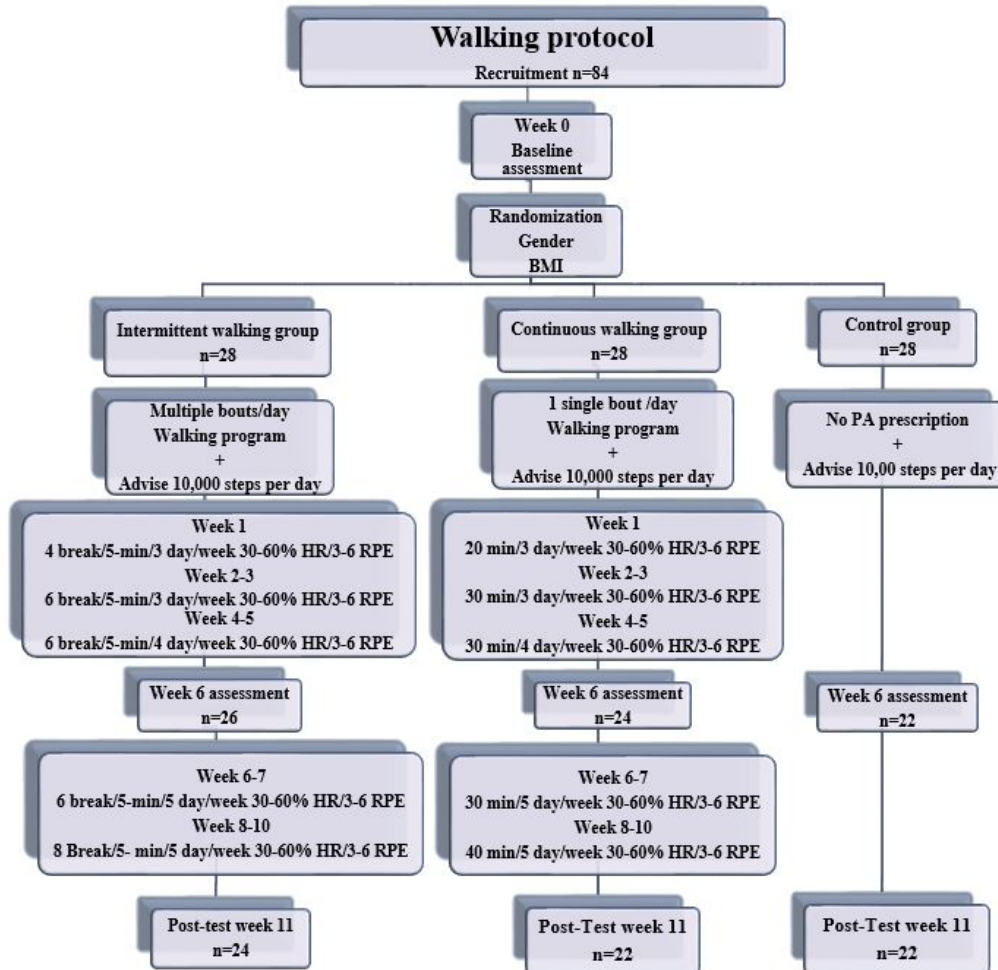 Walking protocol
Recruitment n=84
Week 0
Baseline
assessment
Randomization
Gender
BMI
Intermittent walking group
n=28
Continuous walking group
n=28
Control group
n=28
Multiple bouts/day
Walking program
+
Advise 10,000 steps per day
1 single bout /day
Walking program
+
Advise 10,000 steps per day
No PA prescription
+
Advise 10,00 steps per day
Week 1
4 break/5-min/3 day/week 30-60% HR/3-6 RPE
Week 2-3
6 break/5-min/3 day/week 30-60% HR/3-6 RPE
Week 4-5
6 break/5-min/4 day/week 30-60% HR/3-6 RPE
Week 1
20 min/3 day/week 30-60% HR/3-6 RPE
Week 2-3
30 min/3 day/week 30-60% HR/3-6 RPE
Week 4-5
30 min/4 day/week 30-60% HR/3-6 RPE
Week 6 assessment
n=26
Week 6 assessment
n=24
Week 6 assessment
n=22
Week 6-7
6 break/5-min/5 day/week 30-60% HR/3-6 RPE
Week 8-10
8 Break/5- min/5 day/week 30-60% HR/3-6 RPE
Week 6-7
30 min/5 day/week 30-60% HR/3-6 RPE
Week 8-10
40 min/5 day/week 30-60% HR/3-6 RPE
Post-test week 11
n=24
Post-Test week 11
n=22
Post-Test week 11
n=22